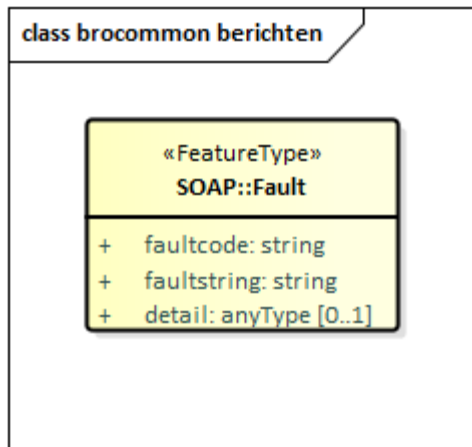 class brocommon berichten
«FeatureType»
SOAP::Fault
+ faultcode: string
+ faultstring: string
+ detail: anyType [0..1]